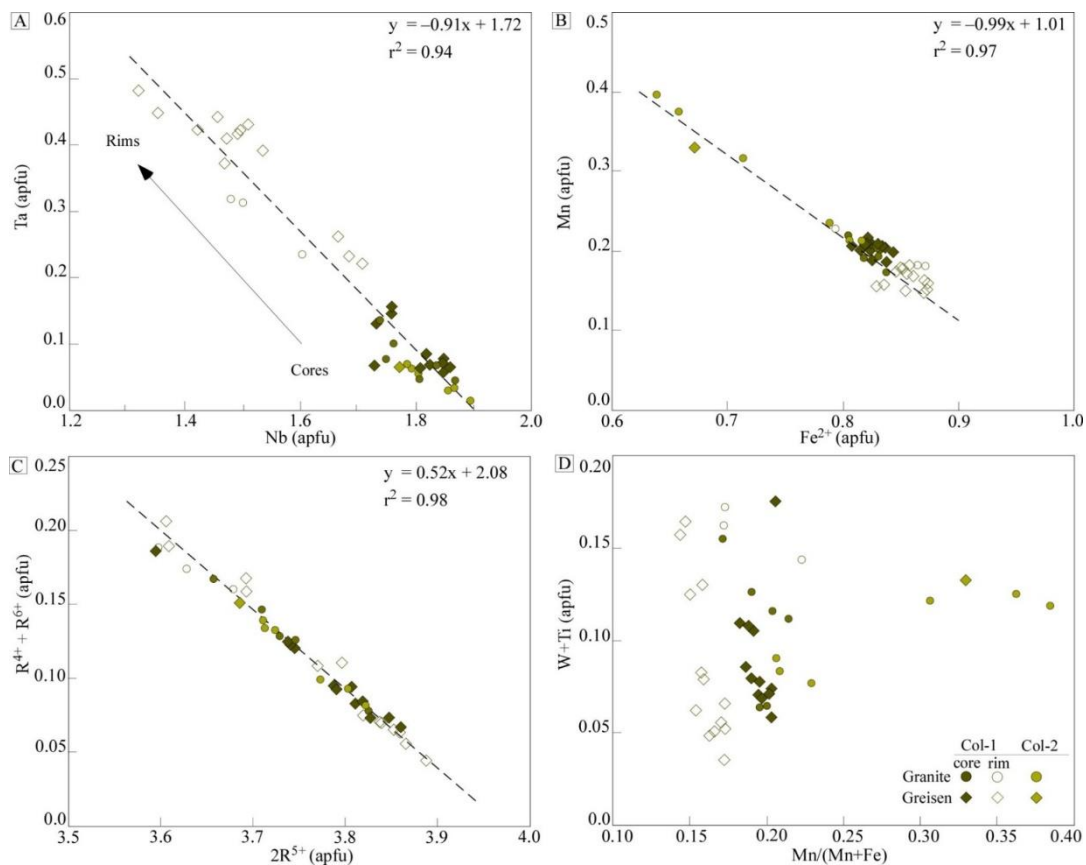 A
y = –0.91x + 1.72
r² = 0.94
0.6
0.5
0.4
0.3
0.2
0.1
0.0
Ta (apfu)
Rims
Cores
1.2 1.4 1.6 1.8 2.0
Nb (apfu)
B
y = –0.99x + 1.01
r² = 0.97
0.5
0.4
0.3
0.2
0.1
0.0
Mn (apfu)
0.6 0.7 0.8 0.9 1.0
Fe²⁺ (apfu)
C
y = 0.52x + 2.08
r² = 0.98
0.25
0.20
0.15
0.10
0.05
0.0
R⁴⁺ + R⁶⁺ (apfu)
3.5 3.6 3.7 3.8 3.9 4.0
2R⁵⁺ (apfu)
D
0.20
0.15
0.10
0.05
0.0
W+Ti (apfu)
Col-1 Col-2
core rim
Granite
Greisen
0.10 0.15 0.20 0.25 0.30 0.35 0.40
Mn/(Mn+Fe)